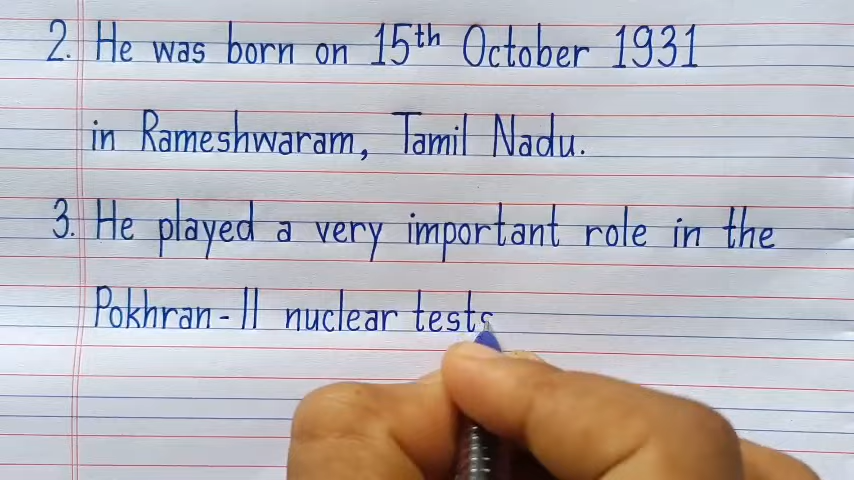 2. He was born on 15th October 1931
in Rameshwaram, Tamil Nadu.
3. He played a very important role in the
Pokhran-II nuclear tests